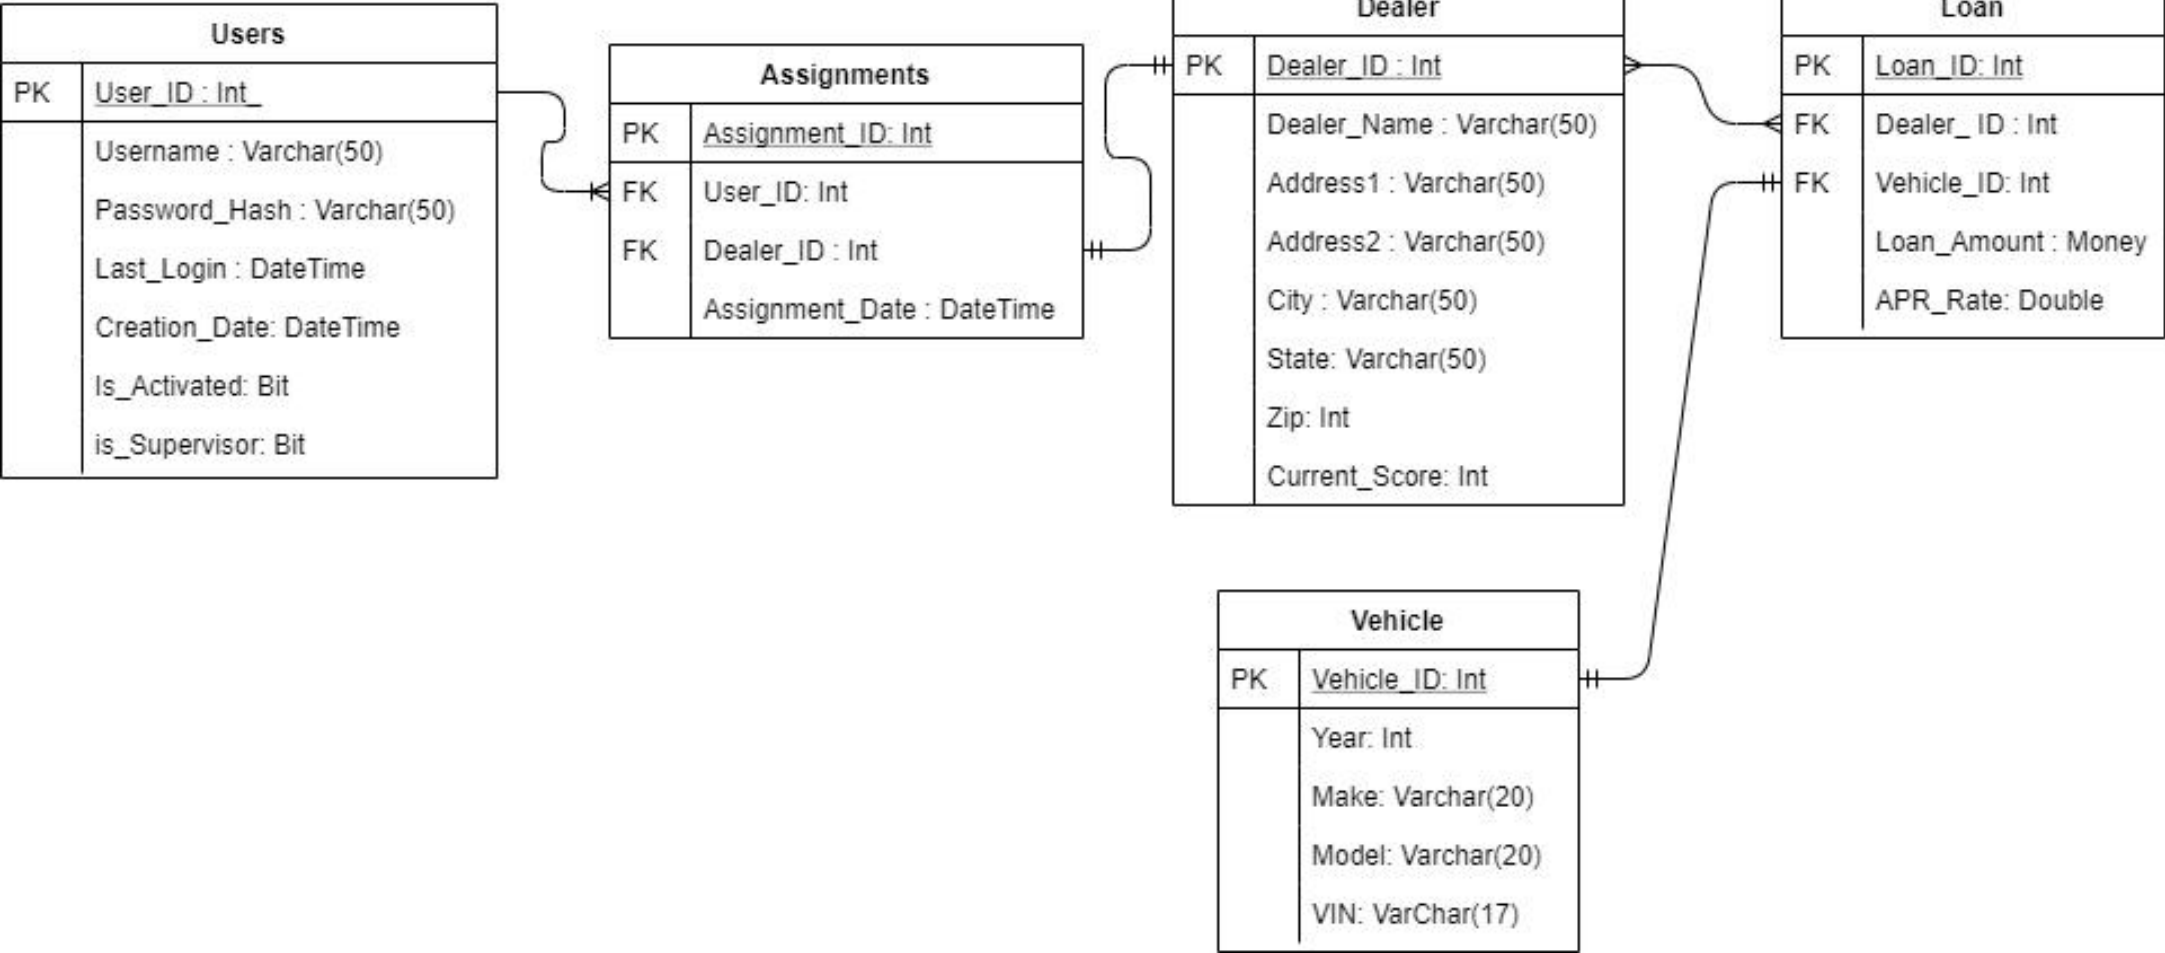 Users
PK User_ID : Int_
Username : Varchar(50)
Password_Hash : Varchar(50)
Last_Login : DateTime
Creation_Date: DateTime
Is_Activated: Bit
is_Supervisor: Bit
Assignments
PK Assignment_ID: Int
FK User_ID: Int
FK Dealer_ID : Int
Assignment_Date : DateTime
Dealer
PK Dealer_ID : Int
Dealer_Name : Varchar(50)
Address1 : Varchar(50)
Address2 : Varchar(50)
City : Varchar(50)
State: Varchar(50)
Zip: Int
Current_Score: Int
Loan
PK Loan_ID: Int
FK Dealer_ ID : Int
FK Vehicle_ID: Int
Loan_Amount : Money
APR_Rate: Double
Vehicle
PK Vehicle_ID: Int
Year: Int
Make: Varchar(20)
Model: Varchar(20)
VIN: VarChar(17)